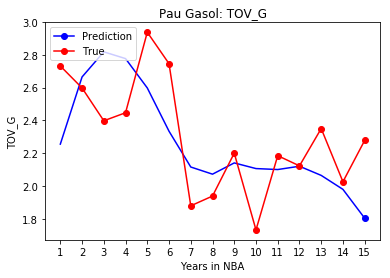 Pau Gasol: TOV_G
Prediction
True
3.0
2.8
2.6
2.4
2.2
2.0
1.8
TOV_G
1 2 3 4 5 6 7 8 9 10 11 12 13 14 15
Years in NBA